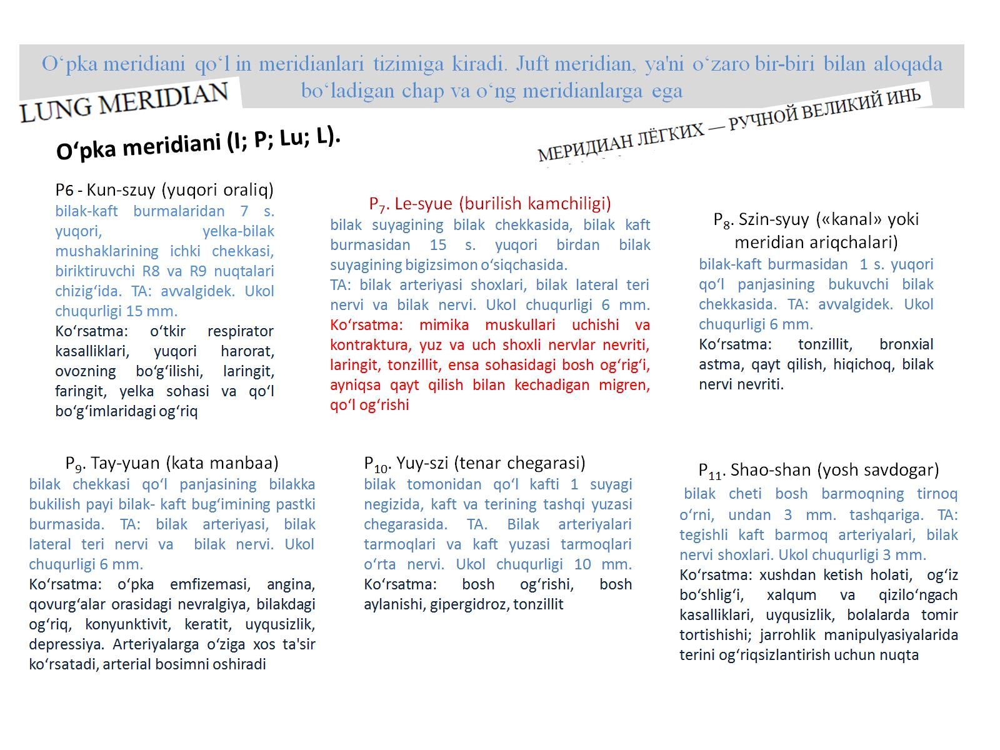 O‘pka meridiani qo‘l in meridianlari tizimiga kiradi. Juft meridian, ya'ni o‘zaro bir-biri bilan aloqada
bo‘ladigan chap va o‘ng meridianlarga ega
LUNG MERIDIAN
МЕРИДИАН ЛЁГКИХ — РУЧНОЙ ВЕЛИКИЙ ИНЬ
O‘pka meridiani (I; P; Lu; L).
P6 - Kun-szuy (yuqori oraliq)
bilak-kaft burmalaridan 7 s.
yuqori, yelka-bilak
mushaklarining ichki chekkasi,
biriktiruvchi R8 va R9 nuqtalari
chizig‘ida. TA: avvalgidek. Ukol
chuqurligi 15 mm.
Ko‘rsatma: o‘tkir respirator
kasalliklari, yuqori harorat,
ovozning bo‘g‘ilishi, laringit,
faringit, yelka sohasi va qo‘l
bo‘g‘imlaridagi og‘riq
P7. Le-syue (burilish kamchiligi)
bilak suyagining bilak chekkasida, bilak kaft
burmasidan 15 s. yuqori birdan bilak
suyagining bigizsimon o‘siqchasida.
TA: bilak arteriyasi shoxlari, bilak lateral teri
nervi va bilak nervi. Ukol chuqurligi 6 mm.
Ko‘rsatma: mimika muskullari uchishi va
kontraktura, yuz va uch shoxli nervlar nevriti,
laringit, tonzillit, ensa sohasidagi bosh og‘rig‘i,
ayniqsa qayt qilish bilan kechadigan migren,
qo‘l og‘rishi
P8. Szin-syuy («kanal» yoki
meridian ariqchalari)
bilak-kaft burmasidan 1 s. yuqori
qo‘l panjasining bukuvchi bilak
chekkasida. TA: avvalgidek. Ukol
chuqurligi 6 mm.
Ko‘rsatma: tonzillit, bronxial
astma, qayt qilish, hiqichoq, bilak
nervi nevriti.
P9. Tay-yuan (kata manbaa)
bilak chekkasi qo‘l panjasining bilakka
bukilish payi bilak- kaft bug‘imining pastki
burmasida. TA: bilak arteriyasi, bilak
lateral teri nervi va bilak nervi. Ukol
chuqurligi 6 mm.
Ko‘rsatma: o‘pka emfizemasi, angina,
qovurg‘alar orasidagi nevralgiya, bilakdagi
og‘riq, konyunktivit, keratit, uyqusizlik,
depressiya. Arteriyalarga o‘ziga xos ta'sir
ko‘rsatadi, arterial bosimni oshiradi
P10. Yuy-szi (tenar chegarasi)
bilak tomonidan qo‘l kafti 1 suyagi
negizida, kaft va terining tashqi yuzasi
chegarasida. TA. Bilak arteriyalari
tarmoqlari va kaft yuzasi tarmoqlari
o‘rta nervi. Ukol chuqurligi 10 mm.
Ko‘rsatma: bosh og‘rishi, bosh
aylanishi, gipergidroz, tonzillit
P11. Shao-shan (yosh savdogar)
bilak cheti bosh barmoqning tirnoq
o‘rni, undan 3 mm. tashqariga. TA:
tegishli kaft barmoq arteriyalari, bilak
nervi shoxlari. Ukol chuqurligi 3 mm.
Ko‘rsatma: xushdan ketish holati, og‘iz
bo‘shlig‘i, xalqum va qizilo‘ngach
kasalliklari, uyqusizlik, bolalarda tomir
tortishishi; jarrohlik manipulyasiyalarida
terini og‘riqsizlantirish uchun nuqta